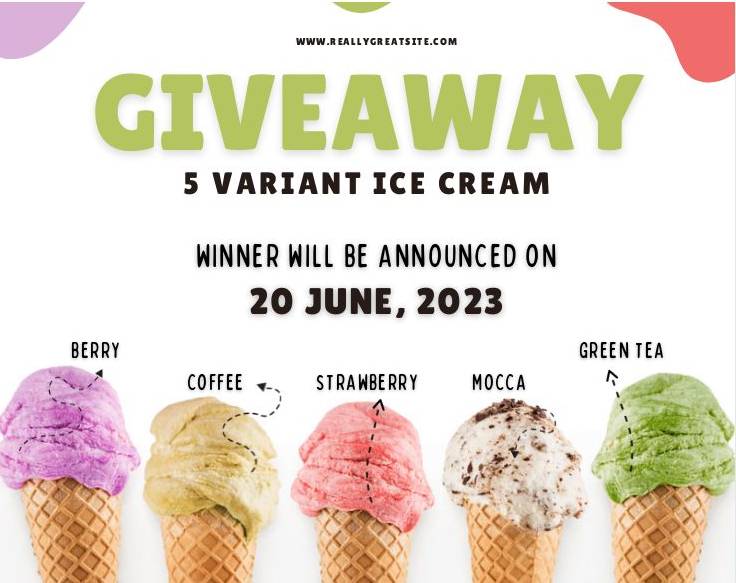 WWW.REALLYGREATSITE.COM
GIVEAWAY
5 VARIANT ICE CREAM
WINNER WILL BE ANNOUNCED ON
20 JUNE, 2023
BERRY
COFFEE
STRAWBERRY
MOCCA
GREEN TEA